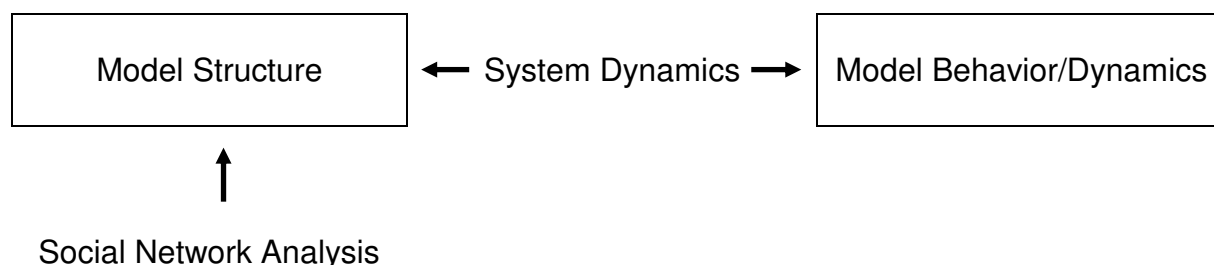 Model Structure
System Dynamics
Model Behavior/Dynamics
Social Network Analysis